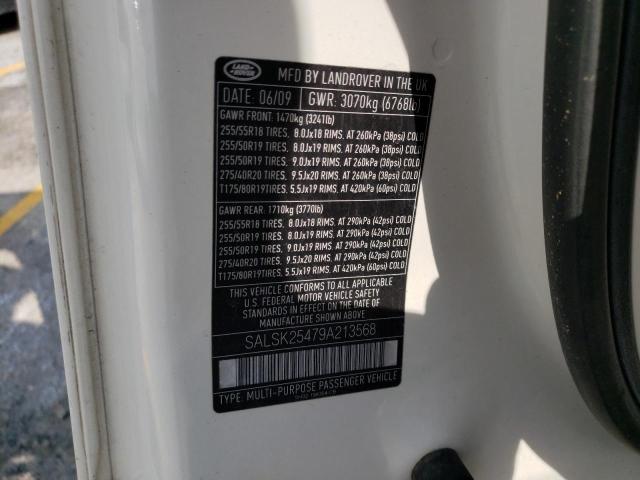 LAND ROVER
MFD BY LANDROVER IN THE UK
DATE: 06/09 GWR: 3070kg (6768lb)
GAWR FRONT: 1470kg (3241lb)
255/55R18 TIRES, 8.0Jx18 RIMS, AT 260kPa (38psi) COLD
255/50R19 TIRES, 8.0Jx19 RIMS, AT 260kPa (38psi) COLD
255/50R19 TIRES, 9.0Jx19 RIMS, AT 260kPa (38psi) COLD
275/40R20 TIRES, 9.5Jx20 RIMS, AT 260kPa (38psi) COLD
T175/80R19TIRES, 5.5Jx19 RIMS, AT 420kPa (60psi) COLD
GAWR REAR: 1710kg (3770lb)
255/55R18 TIRES, 8.0Jx18 RIMS, AT 290kPa (42psi) COLD
255/50R19 TIRES, 8.0Jx19 RIMS, AT 290kPa (42psi) COLD
255/50R19 TIRES, 9.0Jx19 RIMS, AT 290kPa (42psi) COLD
275/40R20 TIRES, 9.5Jx20 RIMS, AT 290kPa (42psi) COLD
T175/80R19TIRES, 5.5Jx19 RIMS, AT 420kPa (60psi) COLD
THIS VEHICLE CONFORMS TO ALL APPLICABLE
U.S. FEDERAL MOTOR VEHICLE SAFETY
STANDARDS IN EFFECT ON THE DATE OF
MANUFACTURE SHOWN ABOVE
SALSK25479A213568
TYPE: MULTI-PURPOSE PASSENGER VEHICLE